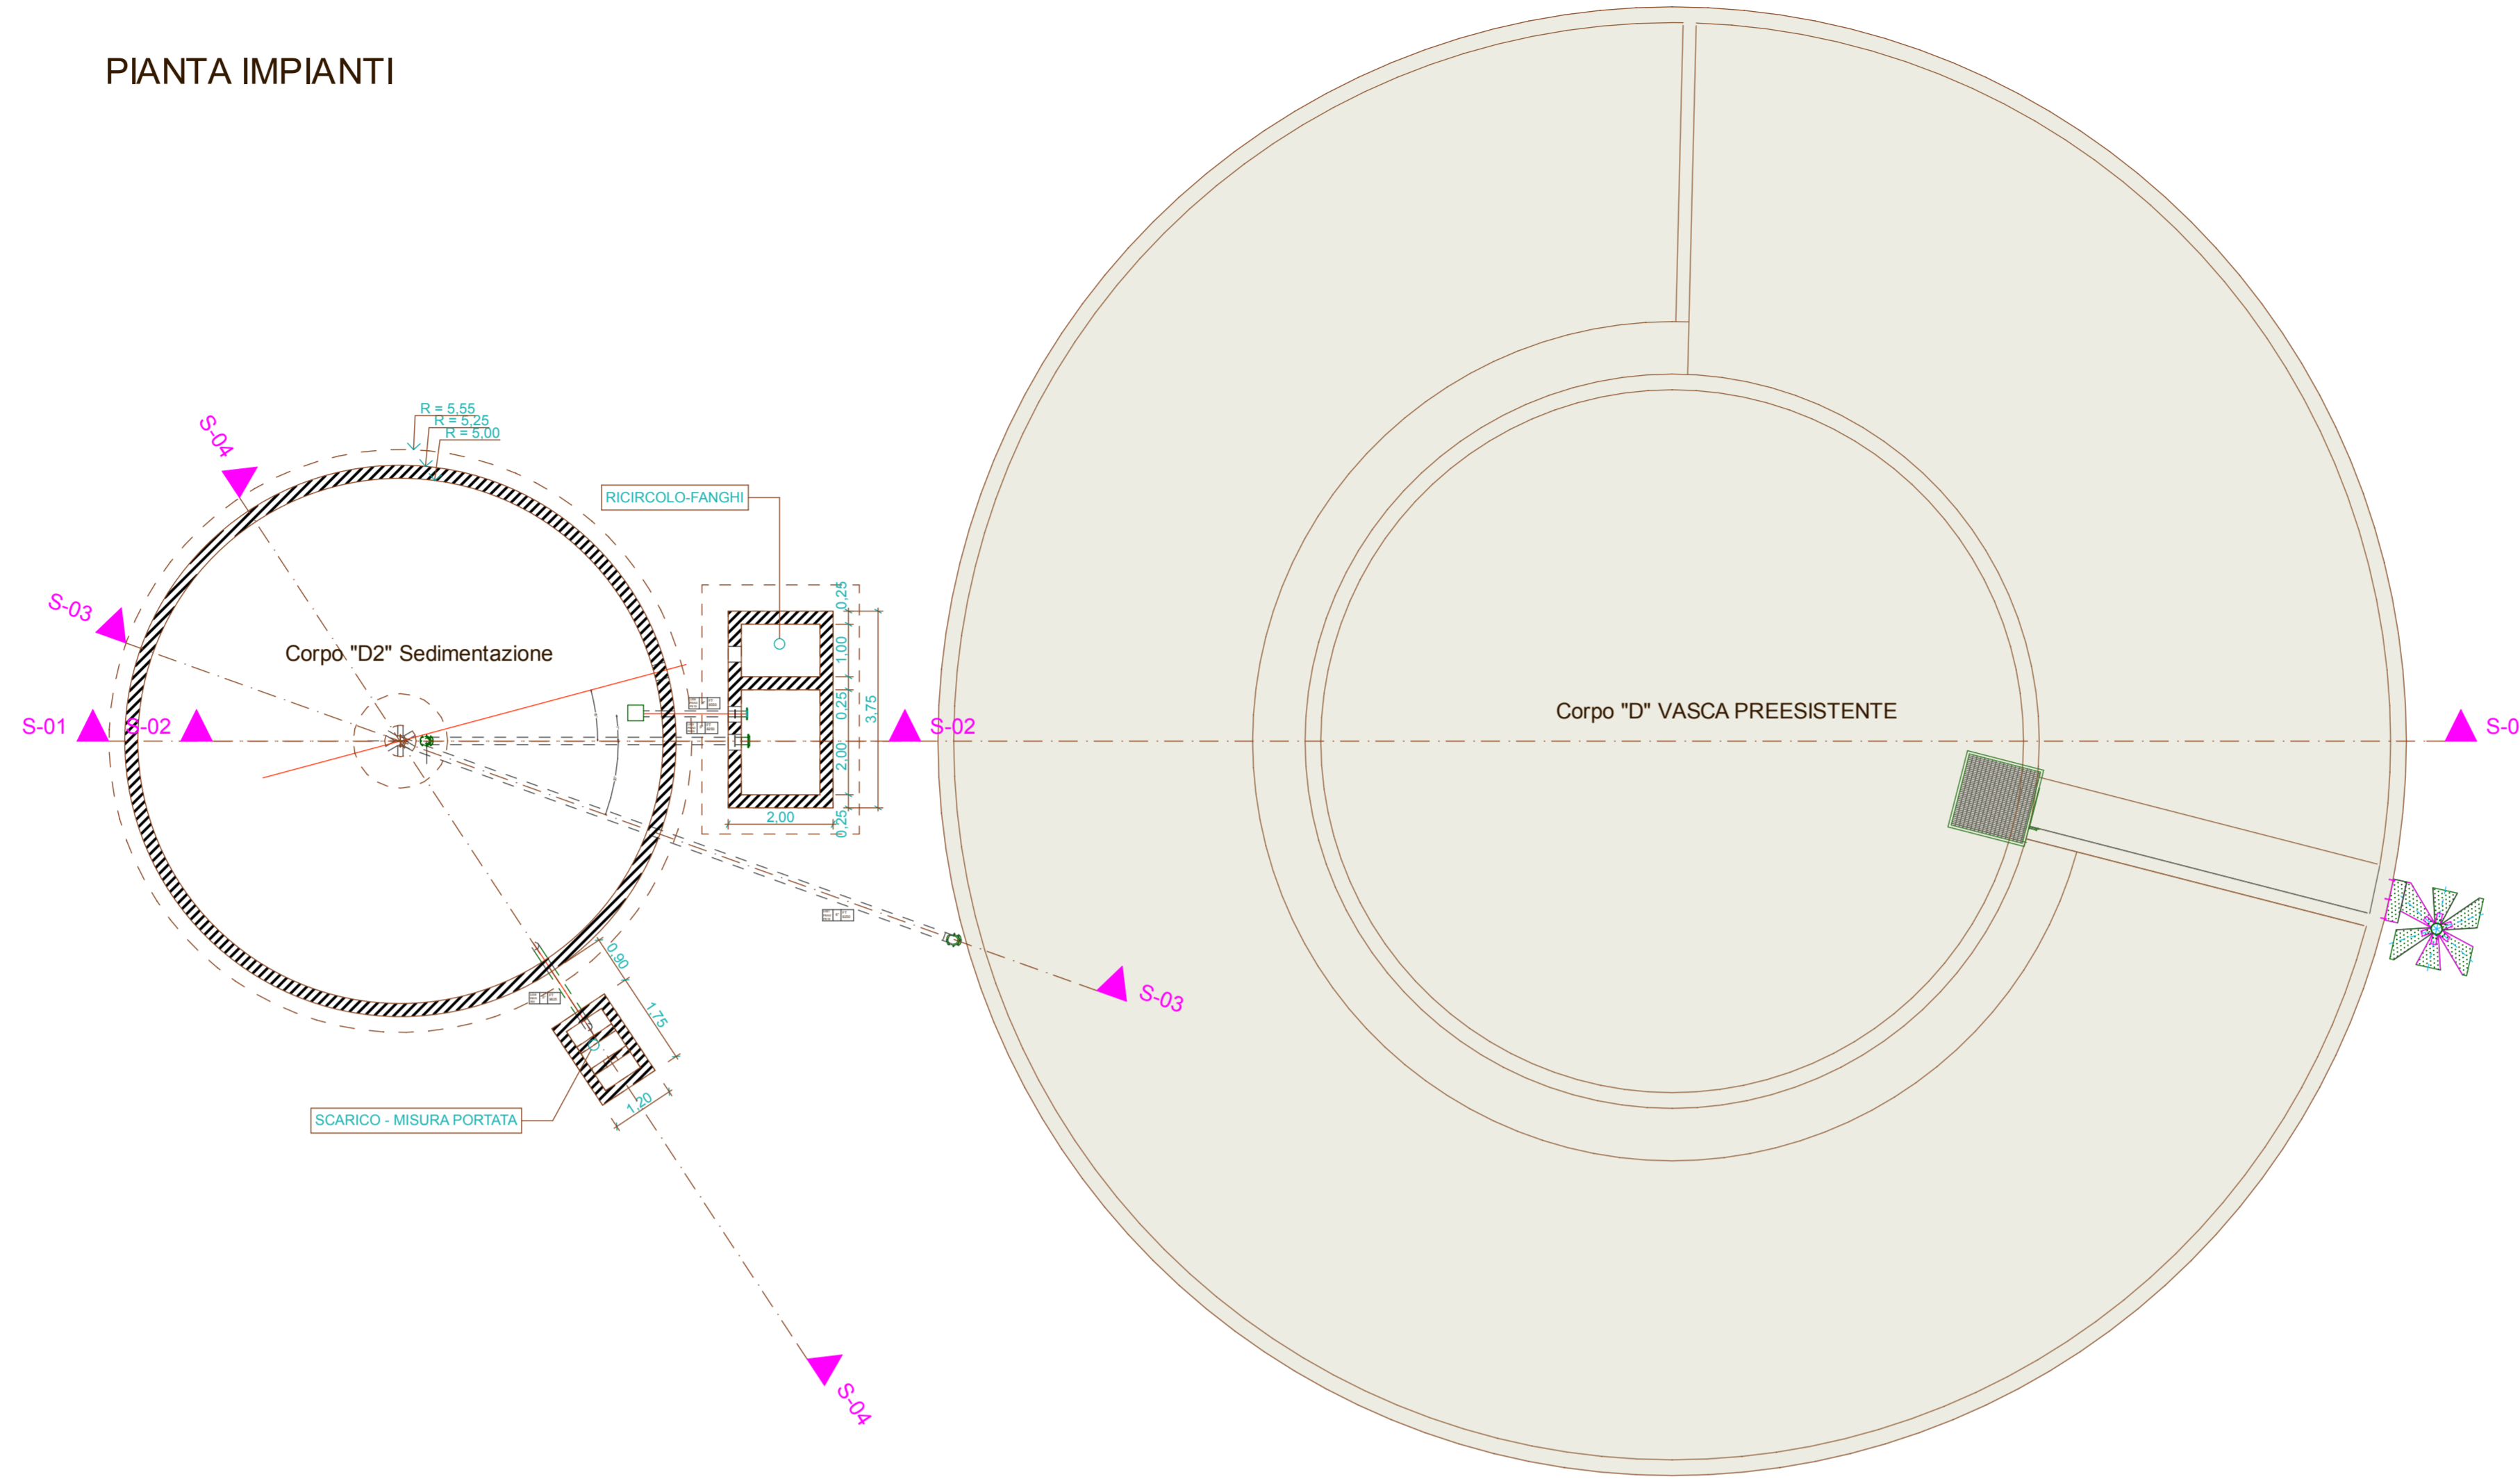 PIANTA IMPIANTI
R = 5,55
R = 5,25
R = 5,00
S-04
RICIRCOLO-FANGHI
S-03
0,25
1,00
0,25
3,75
2,00
0,25
2,00
Corpo "D2" Sedimentazione
S-01
S-02
S-02
Corpo "D" VASCA PREESISTENTE
S-0
S-03
0,90
1,75
1,20
SCARICO - MISURA PORTATA
S-04